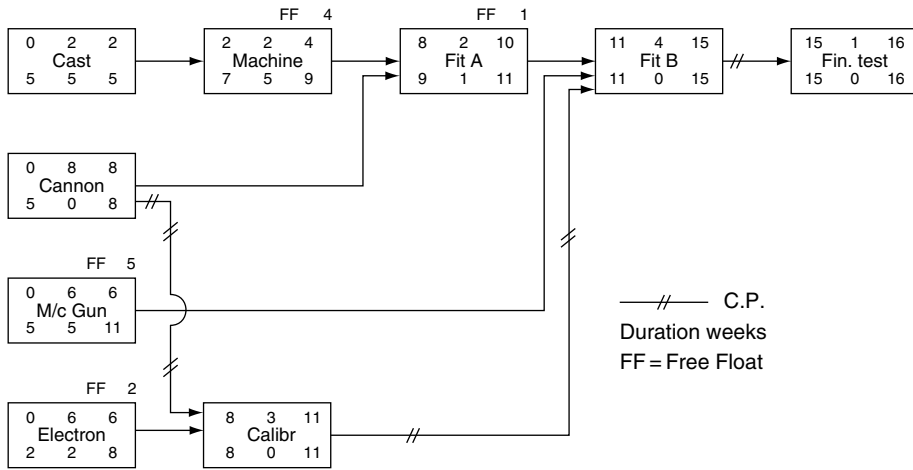 FF 4
FF 1
0 2 2
Cast
5 5 5
2 2 4
Machine
7 5 9
8 2 10
Fit A
9 1 11
11 4 15
Fit B
11 0 15
15 1 16
Fin. test
15 0 16
0 8 8
Cannon
5 0 8
FF 5
0 6 6
M/c Gun
5 5 11
FF 2
0 6 6
Electron
2 2 8
8 3 11
Calibr
8 0 11
C.P.
Duration weeks
FF = Free Float